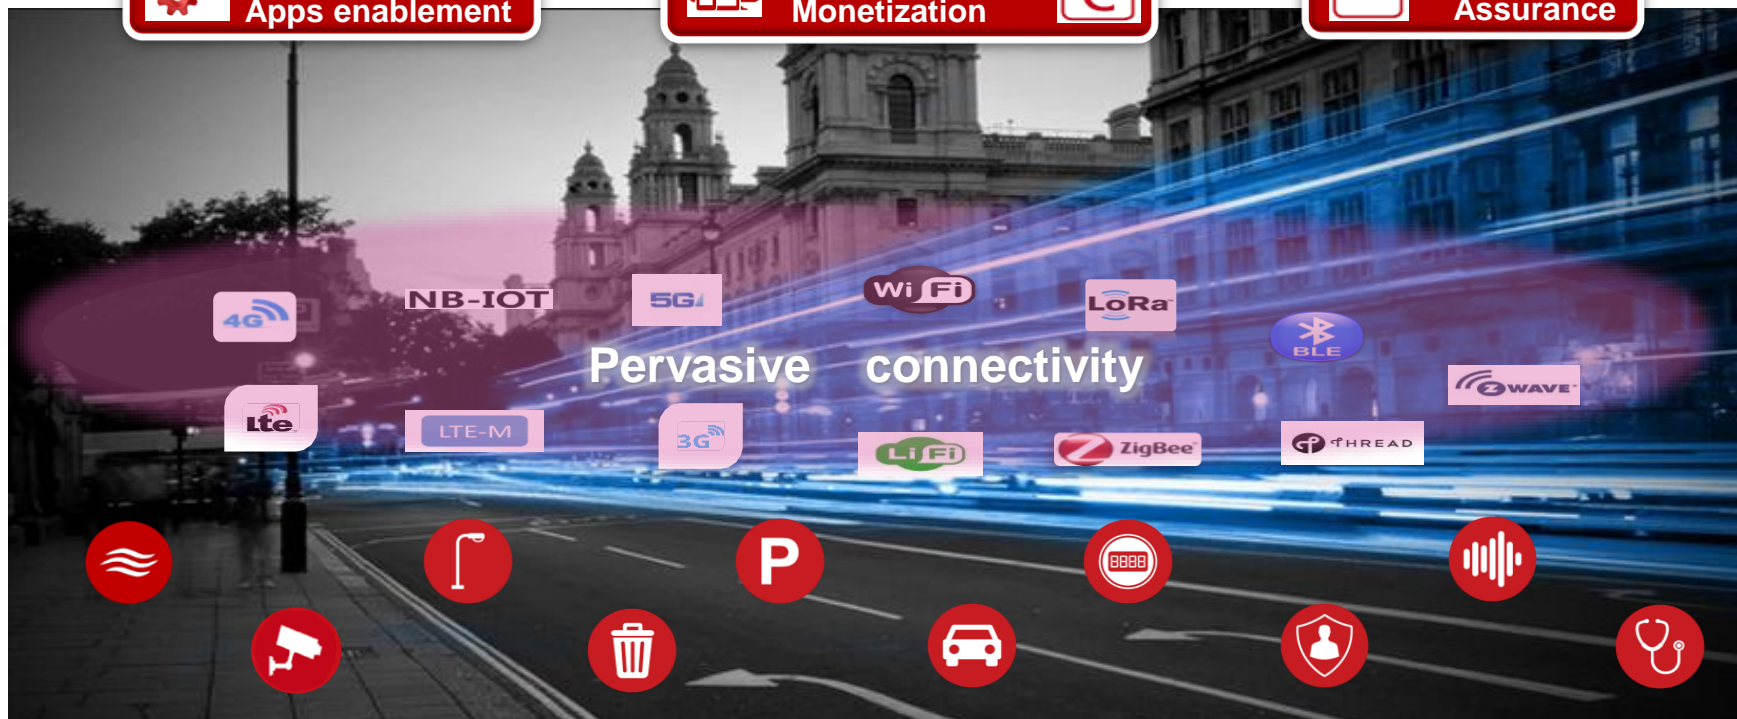 Apps enablement
Monetization
C
Assurance
4G
NB-IOT
5G
Wi Fi
LoRa
BLE
Pervasive connectivity
Z WAVE
Lte
LTE-M
3G
Li Fi
ZigBee
THREAD
P
8888